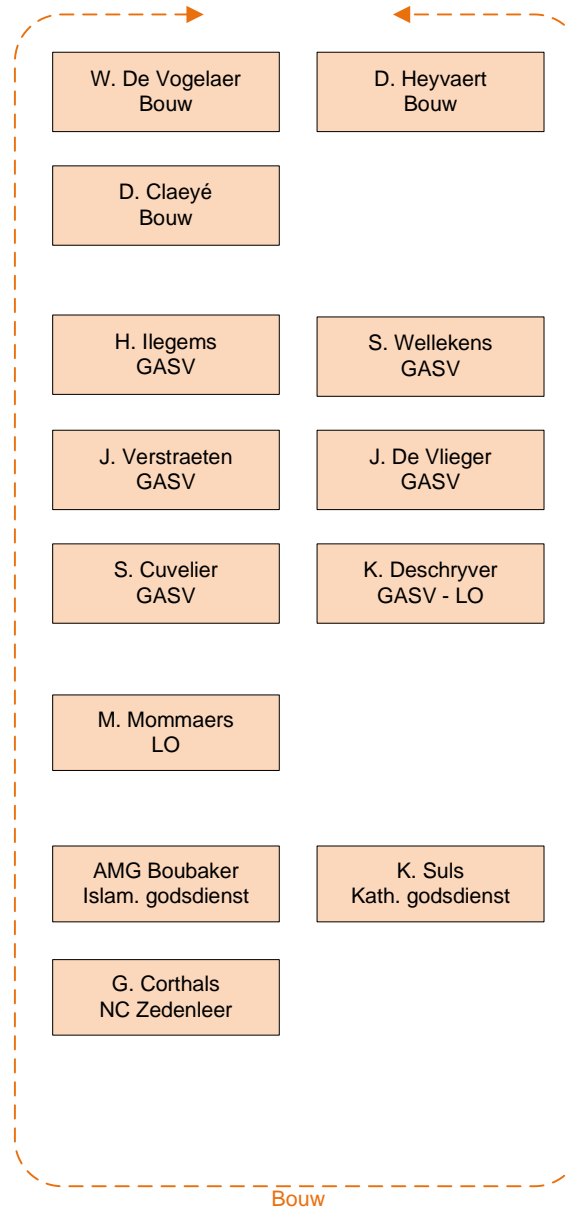 W. De Vogelaer
Bouw
D. Heyvaert
Bouw
D. Claeyé
Bouw
H. Ilegems
GASV
S. Wellekens
GASV
J. Verstraeten
GASV
J. De Vlieger
GASV
S. Cuvelier
GASV
K. Deschryver
GASV - LO
M. Mommaers
LO
AMG Boubaker
Islam. godsdienst
K. Suls
Kath. godsdienst
G. Corthals
NC Zedenleer
Bouw